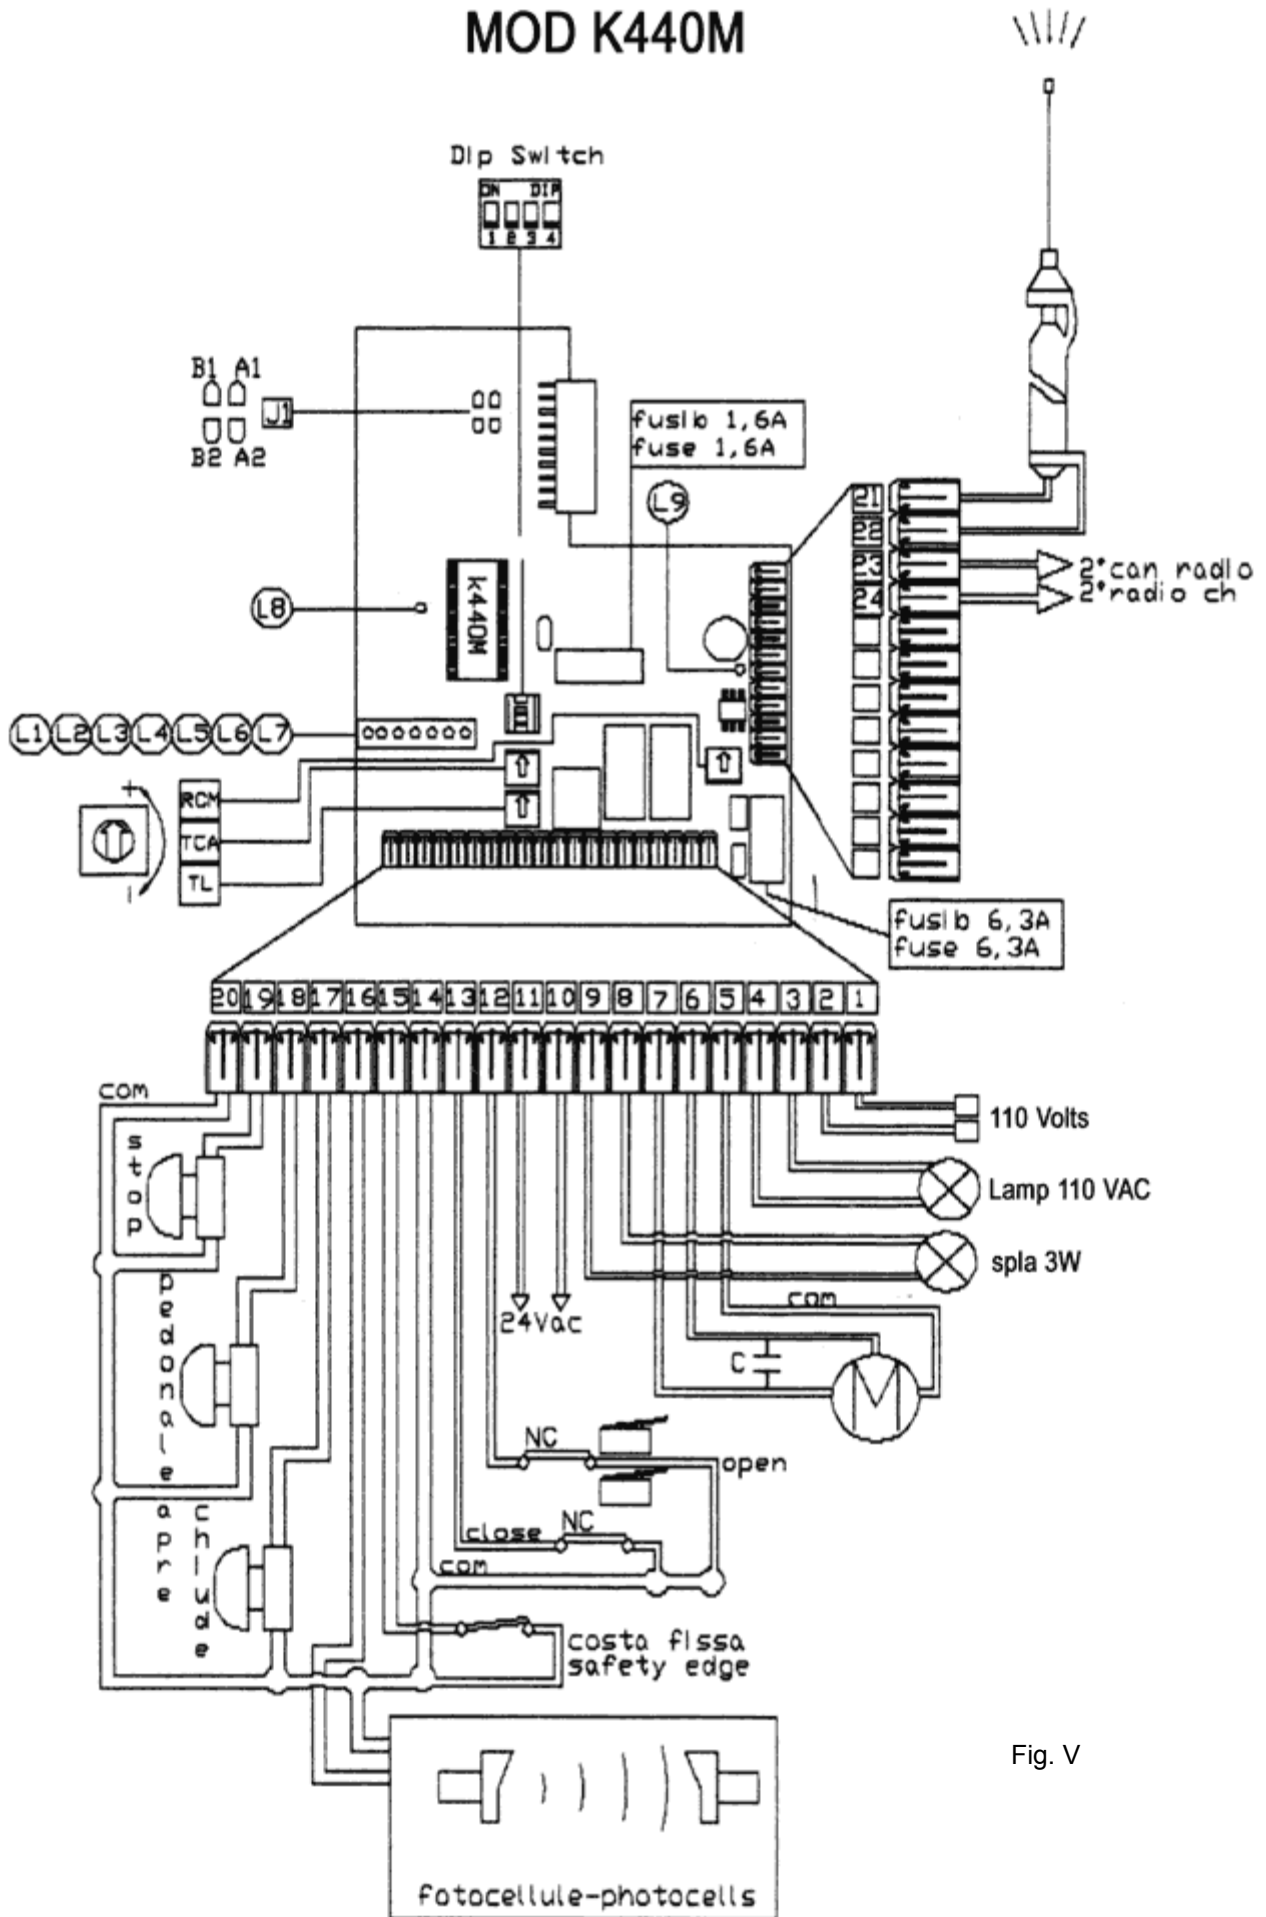 MOD K440M
Dip Switch
ON DIP
1 2 3 4
B1 A1
J1
B2 A2
fusib 1,6A
fuse 1,6A
L9
21
22
23
24
2°can radio
2°radio ch
L8
K440M
L1 L2 L3 L4 L5 L6 L7
+
-
RCM
TCA
TL
fusib 6,3A
fuse 6,3A
20 19 18 17 16 15 14 13 12 11 10 9 8 7 6 5 4 3 2 1
com
110 Volts
stop
Lamp 110 VAC
spla 3W
24Vac
com
C
M
pedonale
NC
open
apre
chiude
close
NC
com
costa fissa
safety edge
Fig. V
fotocellule-photocells